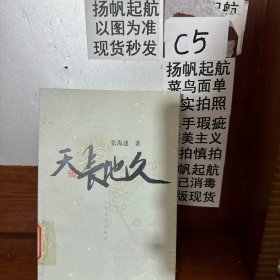 扬帆起航
以图为准
现货秒发
C5
扬帆起航
菜鸟面单
实拍照
手瑕疵
美主义
拍慎拍
扬帆起航
已消毒
版现货
张海迪 著
天長地久